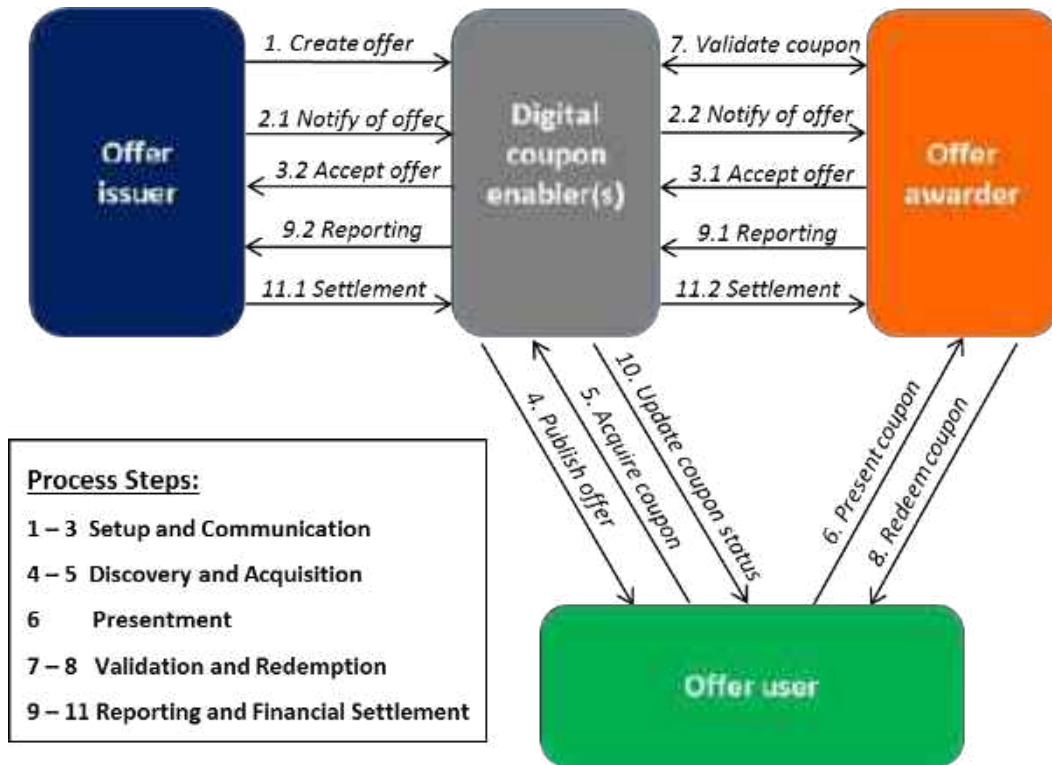 1. Create offer
7. Validate coupon
2.1 Notify of offer
2.2 Notify of offer
Offer
issuer
Digital
coupon
enabler(s)
Offer
awarder
3.2 Accept offer
3.1 Accept offer
9.2 Reporting
9.1 Reporting
11.1 Settlement
11.2 Settlement
4. Publish offer
5. Acquire coupon
10. Update coupon status
6. Present coupon
8. Redeem coupon
Process Steps:
1 – 3 Setup and Communication
4 – 5 Discovery and Acquisition
6 Presentment
7 – 8 Validation and Redemption
9 – 11 Reporting and Financial Settlement
Offer user